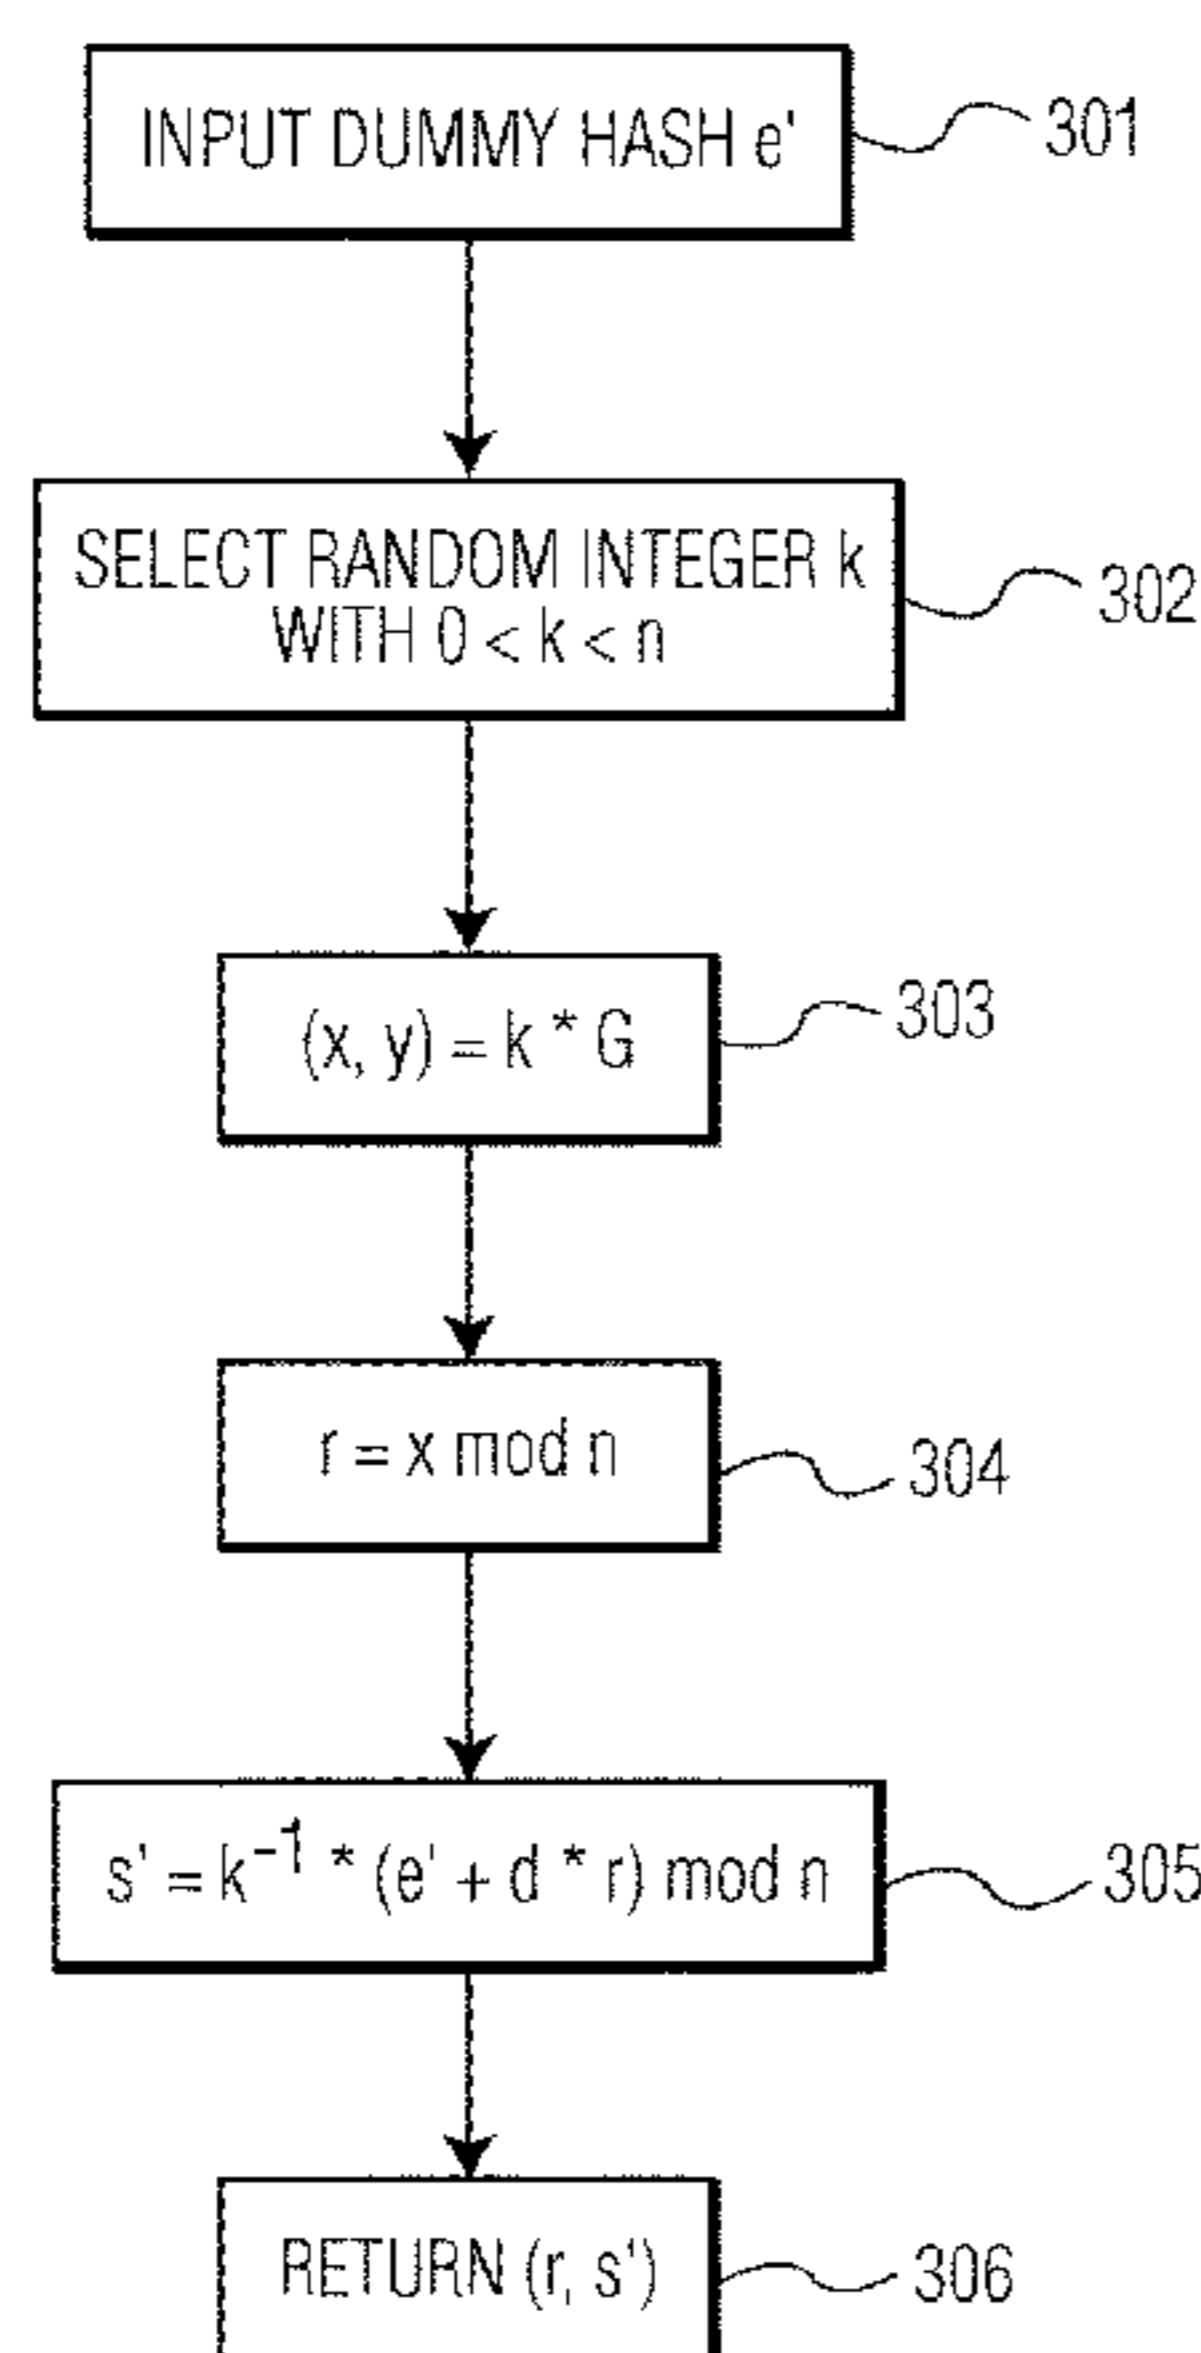 INPUT DUMMY HASH e'
301
SELECT RANDOM INTEGER k
WITH 0 < k < n
302
(x, y) = k * G
303
r = x mod n
304
s' = k⁻¹ * (e' + d * r) mod n
305
RETURN (r, s')
306